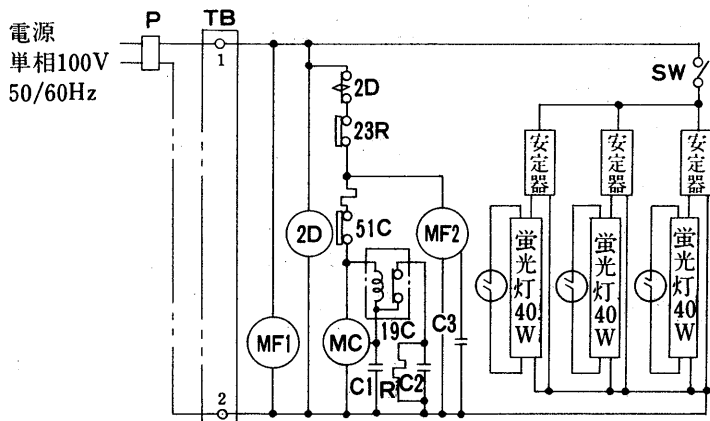 電源
単相100V
50/60Hz
P
TB
1
2
SW
2D
23R
51C
2D
MF2
MF1
MC
19C
C1
R
C2
C3
安定器
安定器
安定器
蛍光灯40W
蛍光灯40W
蛍光灯40W